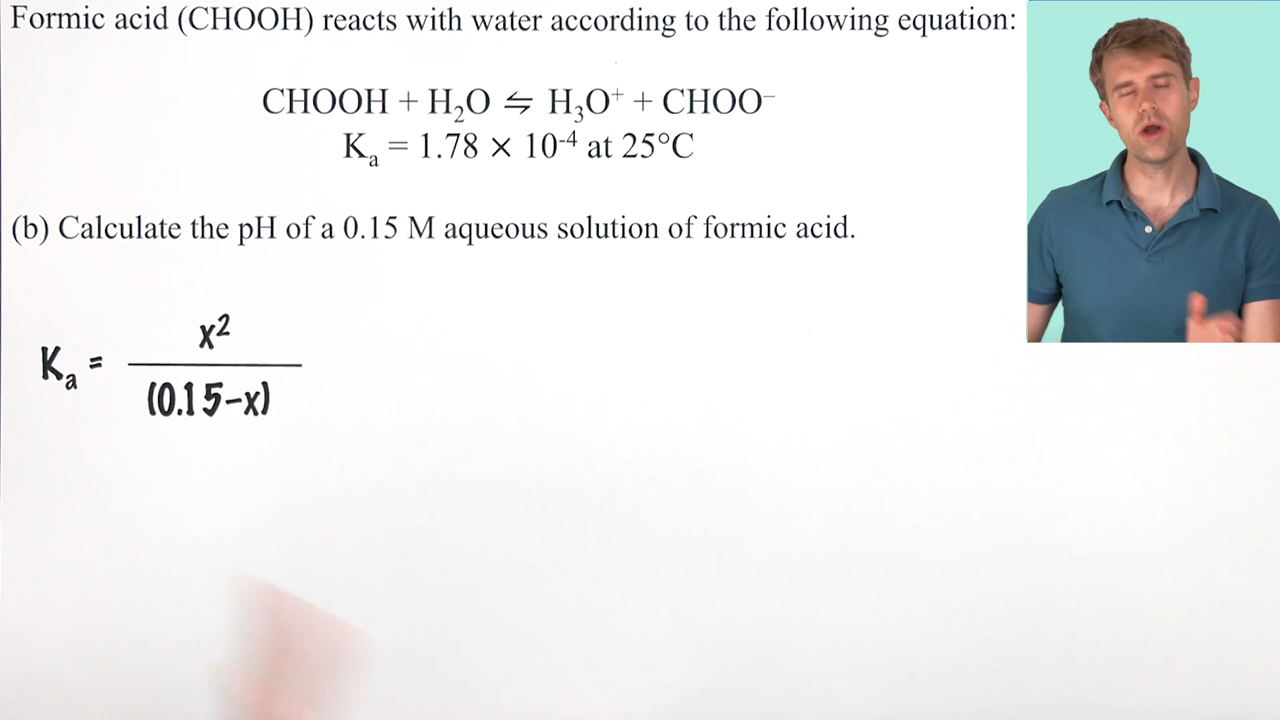 Formic acid (CHOOH) reacts with water according to the following equation:
CHOOH + H₂O ⇋ H₃O⁺ + CHOO⁻
Kₐ = 1.78 × 10⁻⁴ at 25°C
(b) Calculate the pH of a 0.15 M aqueous solution of formic acid.
Kₐ = x²
(0.15-x)